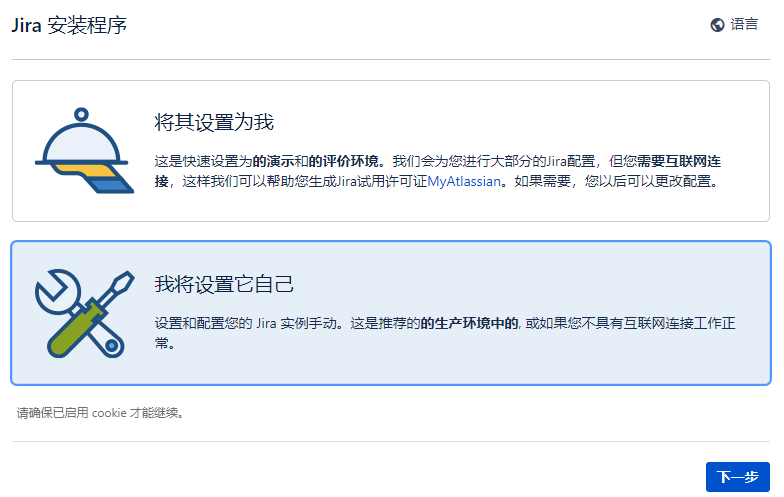 Jira 安装程序
语言
将其设置为我
这是快速设置为的演示和的评价环境。我们会为您进行大部分的Jira配置，但您需要互联网连
接，这样我们可以帮助您生成Jira试用许可证MyAtlassian。如果需要，您以后可以更改配置。
我将设置它自己
设置和配置您的 Jira 实例手动。这是推荐的的生产环境中的, 或如果您不具有互联网连接工作正
常。
请确保已启用 cookie 才能继续。
下一步